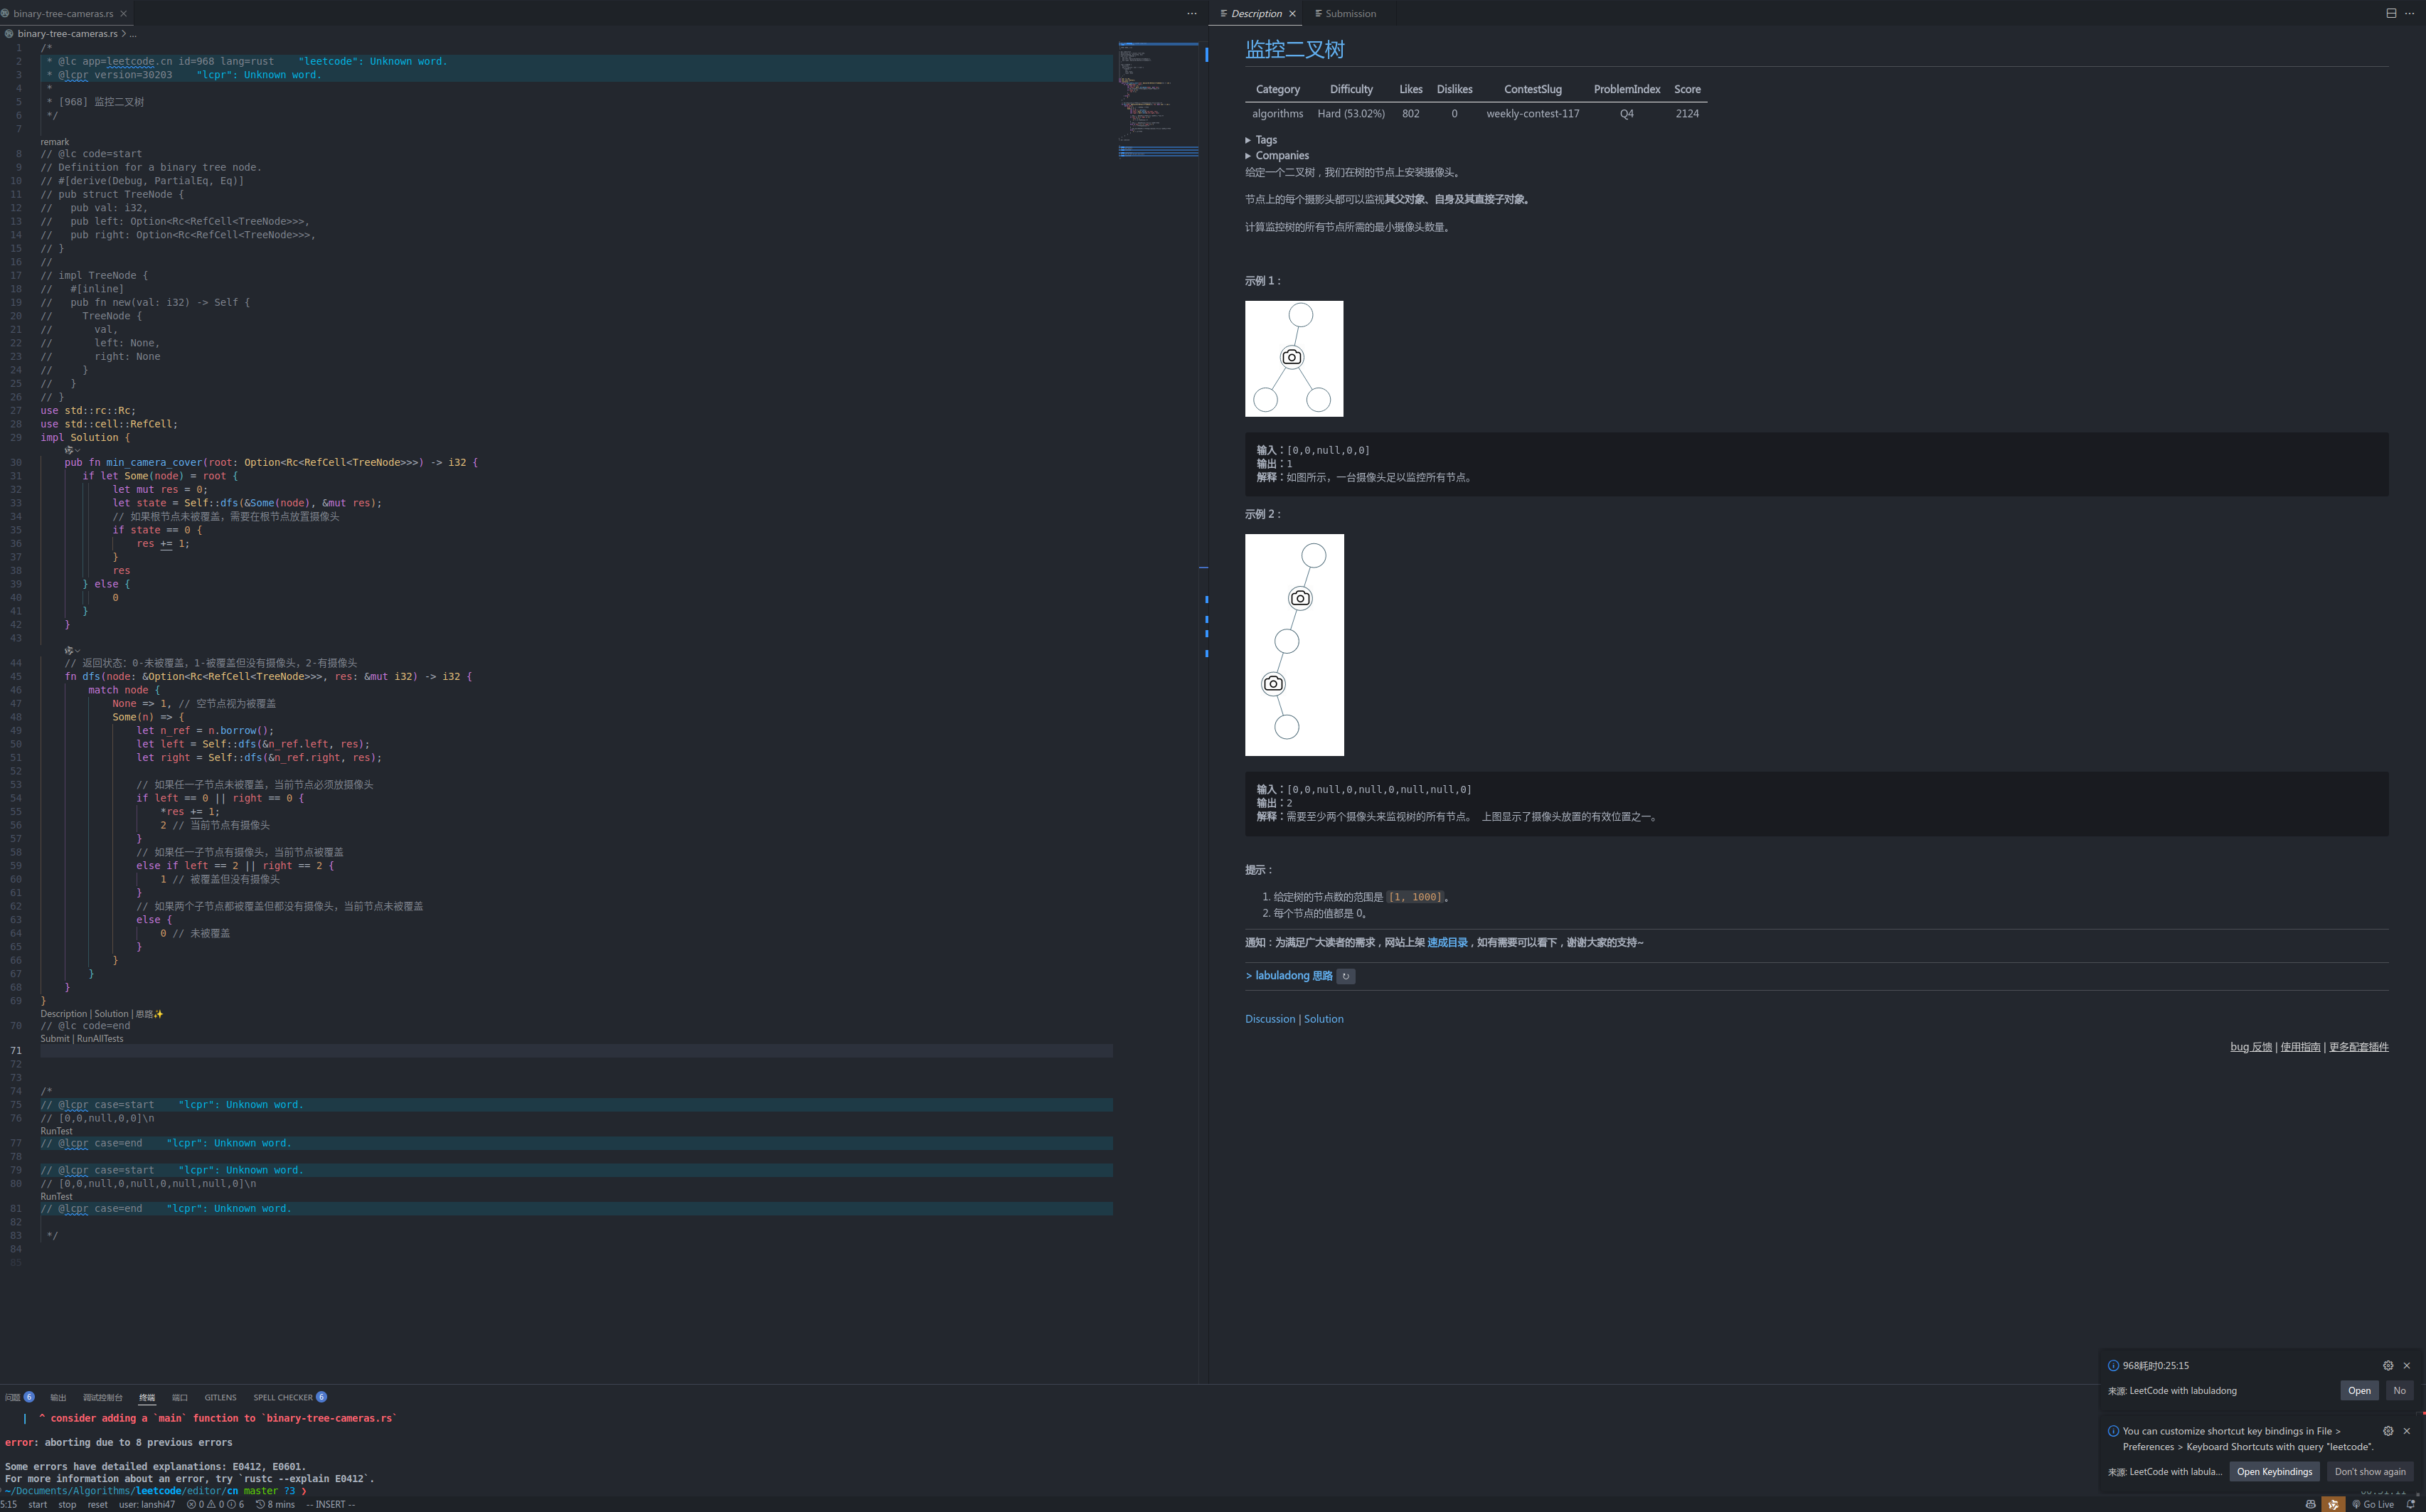 binary-tree-cameras.rs
binary-tree-cameras.rs > ...
1 /*
2 * @lc app=leetcode.cn id=968 lang=rust "leetcode": Unknown word.
3 * @lcpr version=30203 "lcpr": Unknown word.
4 *
5 * [968] 监控二叉树
6 */
7
remark
8 // @lc code=start
9 // Definition for a binary tree node.
10 // #[derive(Debug, PartialEq, Eq)]
11 // pub struct TreeNode {
12 // pub val: i32,
13 // pub left: Option<Rc<RefCell<TreeNode>>>,
14 // pub right: Option<Rc<RefCell<TreeNode>>>,
15 // }
16 //
17 // impl TreeNode {
18 // #[inline]
19 // pub fn new(val: i32) -> Self {
20 // TreeNode {
21 // val,
22 // left: None,
23 // right: None
24 // }
25 // }
26 // }
27 use std::rc::Rc;
28 use std::cell::RefCell;
29 impl Solution {
30 pub fn min_camera_cover(root: Option<Rc<RefCell<TreeNode>>>) -> i32 {
31 if let Some(node) = root {
32 let mut res = 0;
33 let state = Self::dfs(&Some(node), &mut res);
34 // 如果根节点未被覆盖，需要在根节点放置摄像头
35 if state == 0 {
36 res += 1;
37 }
38 res
39 } else {
40 0
41 }
42 }
43
44 // 返回状态：0-未被覆盖，1-被覆盖但没有摄像头，2-有摄像头
45 fn dfs(node: &Option<Rc<RefCell<TreeNode>>>, res: &mut i32) -> i32 {
46 match node {
47 None => 1, // 空节点视为被覆盖
48 Some(n) => {
49 let n_ref = n.borrow();
50 let left = Self::dfs(&n_ref.left, res);
51 let right = Self::dfs(&n_ref.right, res);
52
53 // 如果任一子节点未被覆盖，当前节点必须放摄像头
54 if left == 0 || right == 0 {
55 *res += 1;
56 2 // 当前节点有摄像头
57 }
58 // 如果任一子节点有摄像头，当前节点被覆盖
59 else if left == 2 || right == 2 {
60 1 // 被覆盖但没有摄像头
61 }
62 // 如果两个子节点都被覆盖但都没有摄像头，当前节点未被覆盖
63 else {
64 0 // 未被覆盖
65 }
66 }
67 }
68 }
69 }
Description | Solution | 思路✨
70 // @lc code=end
Submit | RunAllTests
71
72
73
74 /*
75 // @lcpr case=start "lcpr": Unknown word.
76 // [0,0,null,0,0]\n
RunTest
77 // @lcpr case=end "lcpr": Unknown word.
78
79 // @lcpr case=start "lcpr": Unknown word.
80 // [0,0,null,0,null,0,null,null,0]\n
RunTest
81 // @lcpr case=end "lcpr": Unknown word.
82
83 */
84
85
Description Submission
监控二叉树
Category Difficulty Likes Dislikes ContestSlug ProblemIndex Score
algorithms Hard (53.02%) 802 0 weekly-contest-117 Q4 2124
▶ Tags
▶ Companies
给定一个二叉树，我们在树的节点上安装摄像头。
节点上的每个摄影头都可以监视其父对象、自身及其直接子对象。
计算监控树的所有节点所需的最小摄像头数量。
示例 1：
输入：[0,0,null,0,0]
输出：1
解释：如图所示，一台摄像头足以监控所有节点。
示例 2：
输入：[0,0,null,0,null,0,null,null,0]
输出：2
解释：需要至少两个摄像头来监视树的所有节点。 上图显示了摄像头放置的有效位置之一。
提示：
1. 给定树的节点数的范围是 [1, 1000]。
2. 每个节点的值都是 0。
通知：为满足广大读者的需求，网站上架 速成目录，如有需要可以看下，谢谢大家的支持~
> labuladong 思路
Discussion | Solution
bug 反馈 | 使用指南 | 更多配套插件
问题 6 输出 调试控制台 终端 端口 GITLENS SPELL CHECKER 6
| ^ consider adding a `main` function to `binary-tree-cameras.rs`
error: aborting due to 8 previous errors
Some errors have detailed explanations: E0412, E0601.
For more information about an error, try `rustc --explain E0412`.
~/Documents/Algorithms/leetcode/editor/cn master ?3 ❯
968耗时0:25:15
来源: LeetCode with labuladong
Open No
You can customize shortcut key bindings in File >
Preferences > Keyboard Shortcuts with query "leetcode".
来源: LeetCode with labula...
Open Keybindings Don't show again
5:15 start stop reset user: lanshi47 0 0 6 8 mins -- INSERT -- Go Live